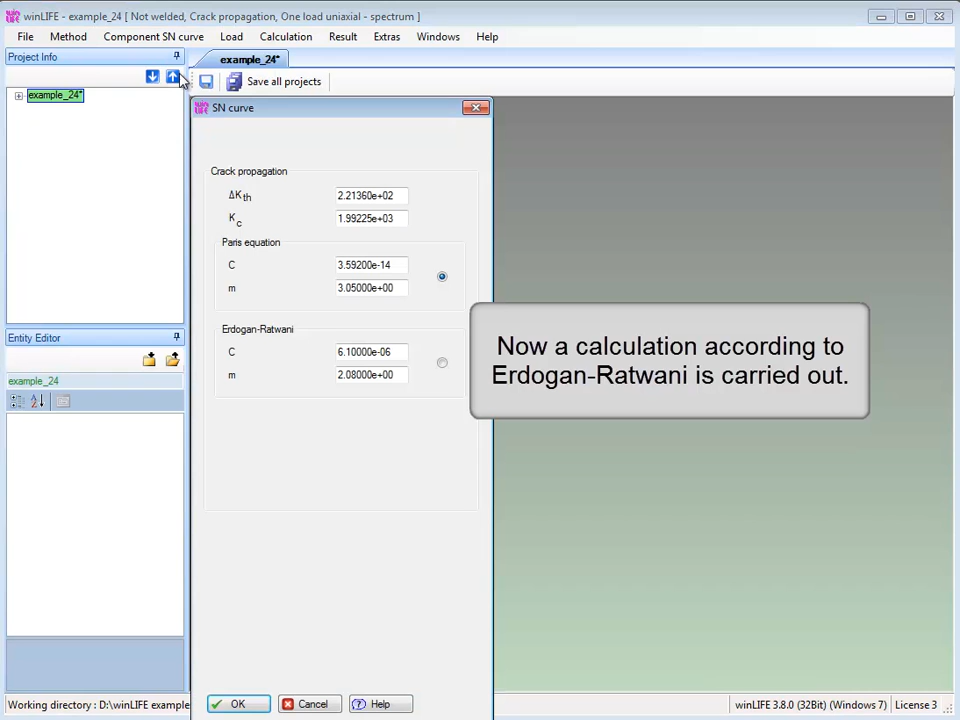 winLIFE - example_24 [ Not welded, Crack propagation, One load uniaxial - spectrum ]
File Method Component SN curve Load Calculation Result Extras Windows Help
Project Info
example_24*
Save all projects
example_24*
SN curve
Crack propagation
ΔKth 2.21360e+02
Kc 1.99225e+03
Paris equation
C 3.59200e-14
m 3.05000e+00
Erdogan-Ratwani
C 6.10000e-06
m 2.08000e+00
Now a calculation according to
Erdogan-Ratwani is carried out.
Entity Editor
example_24
OK Cancel Help
Working directory : D:\winLIFE example
winLIFE 3.8.0 (32Bit) (Windows 7) License 3